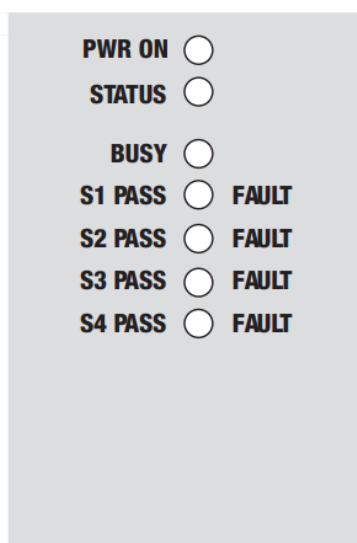 PWR ON
STATUS
BUSY
S1 PASS FAULT
S2 PASS FAULT
S3 PASS FAULT
S4 PASS FAULT